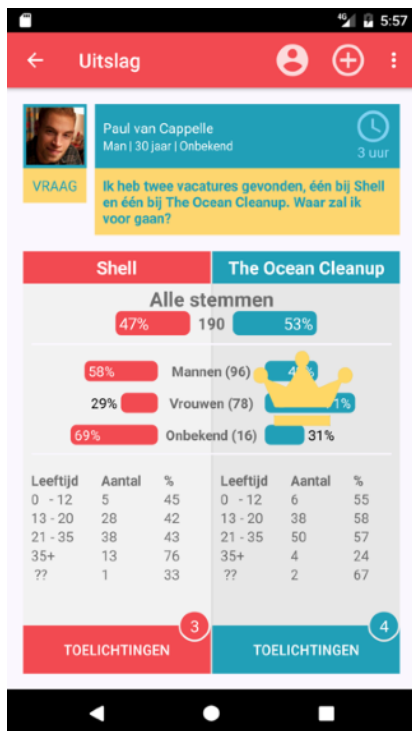 4G 5:57
Uitslag
Paul van Cappelle
Man | 30 jaar | Onbekend
3 uur
VRAAG
Ik heb twee vacatures gevonden, één bij Shell
en één bij The Ocean Cleanup. Waar zal ik
voor gaan?
Shell The Ocean Cleanup
Alle stemmen
47% 190 53%
58% Mannen (96)
29% Vrouwen (78)
69% Onbekend (16) 31%
Leeftijd Aantal % Leeftijd Aantal %
0 - 12 5 45 0 - 12 6 55
13 - 20 28 42 13 - 20 38 58
21 - 35 38 43 21 - 35 50 57
35+ 13 76 35+ 4 24
?? 1 33 ?? 2 67
3 4
TOELICHTINGEN TOELICHTINGEN